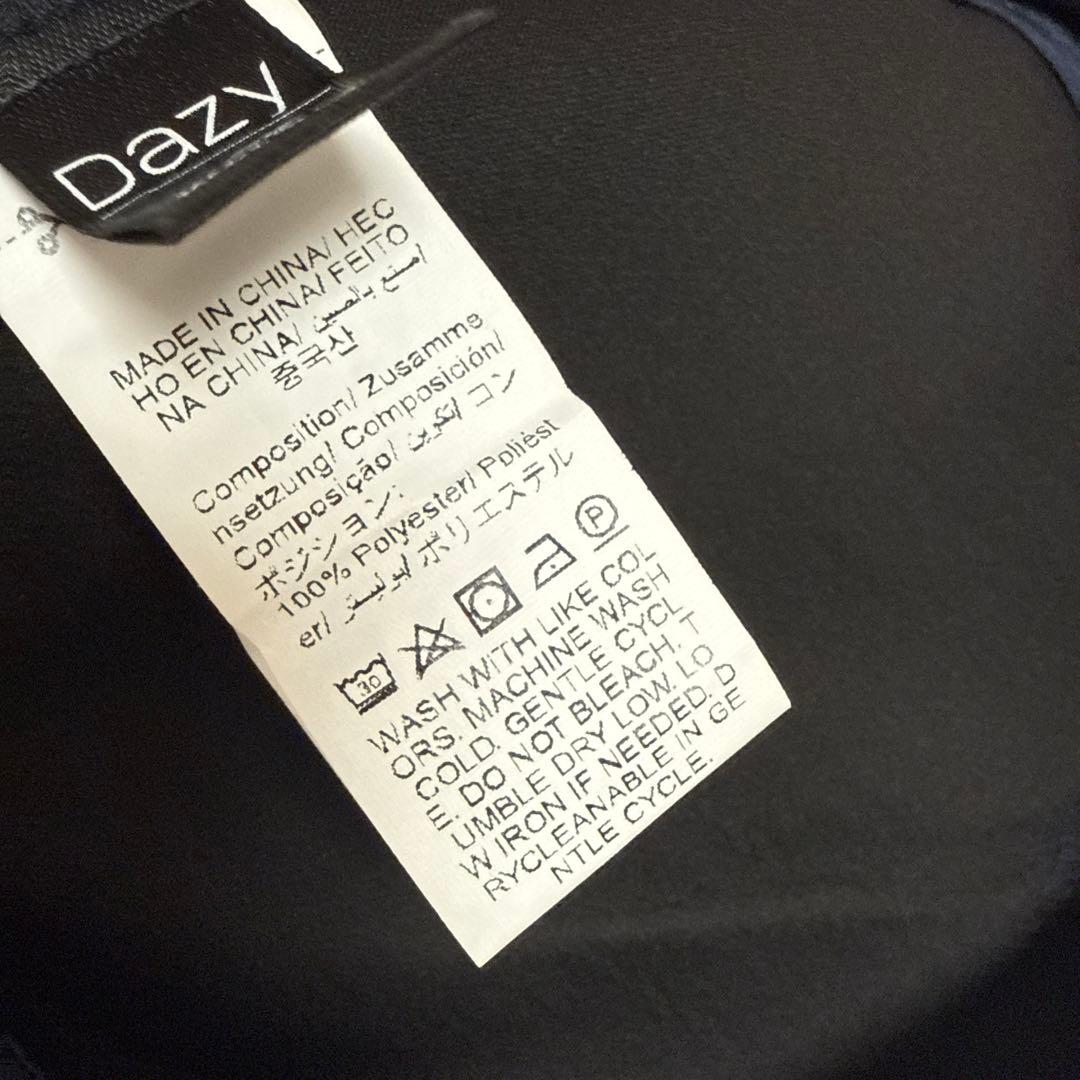 Dazy
MADE IN CHINA/ HEC
HO EN CHINA/ FEITO
NA CHINA/ صنع بالصين/
중국산
Composition/ Zusamme
nsetzung/ Composición/
Composição/ تكوين/ コン
ポジション:
100% Polyester/ Poliést
er/ بوليستر/ ポリエステル
30
P
WASH WITH LIKE COL
ORS. MACHINE WASH
COLD. GENTLE CYCL
E. DO NOT BLEACH. T
UMBLE DRY LOW. LO
W IRON IF NEEDED. D
RYCLEANABLE IN GE
NTLE CYCLE.